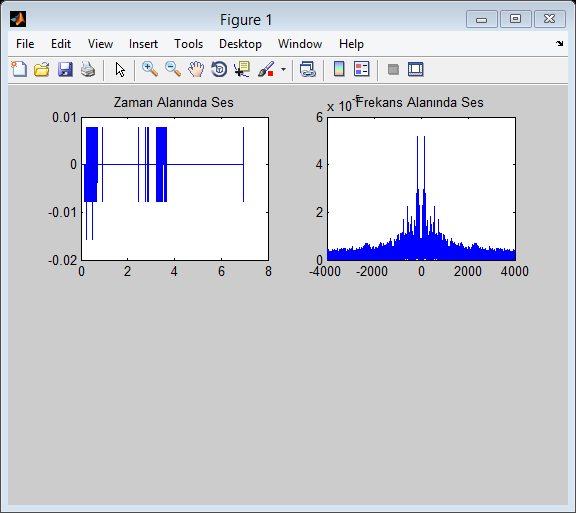 Figure 1
File Edit View Insert Tools Desktop Window Help
Zaman Alanında Ses
0.01
0
-0.01
-0.02
0 2 4 6 8
x 10
Frekans Alanında Ses
6
4
2
0
-4000 -2000 0 2000 4000